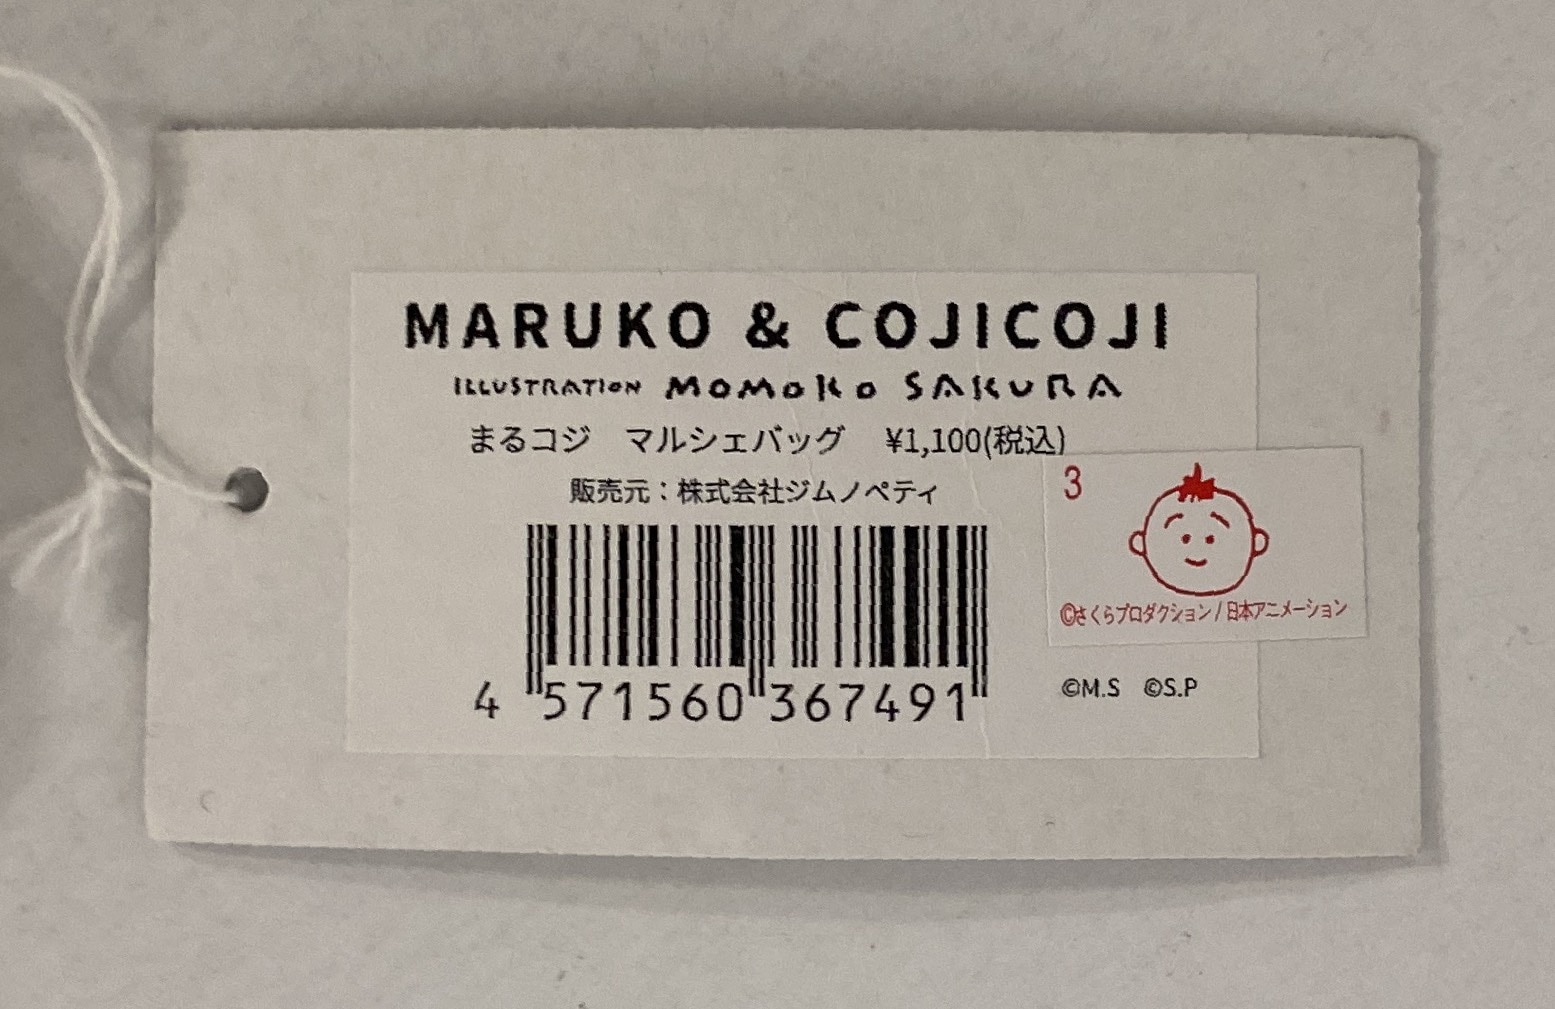 MARUKO & COJICOJI
ILLUSTRATION MOMOKO SAKURA
まるコジ　マルシェバッグ　¥1,100(税込)
販売元：株式会社ジムノペティ
4 571560 367491
3
©さくらプロダクション / 日本アニメーション
©M.S ©S.P